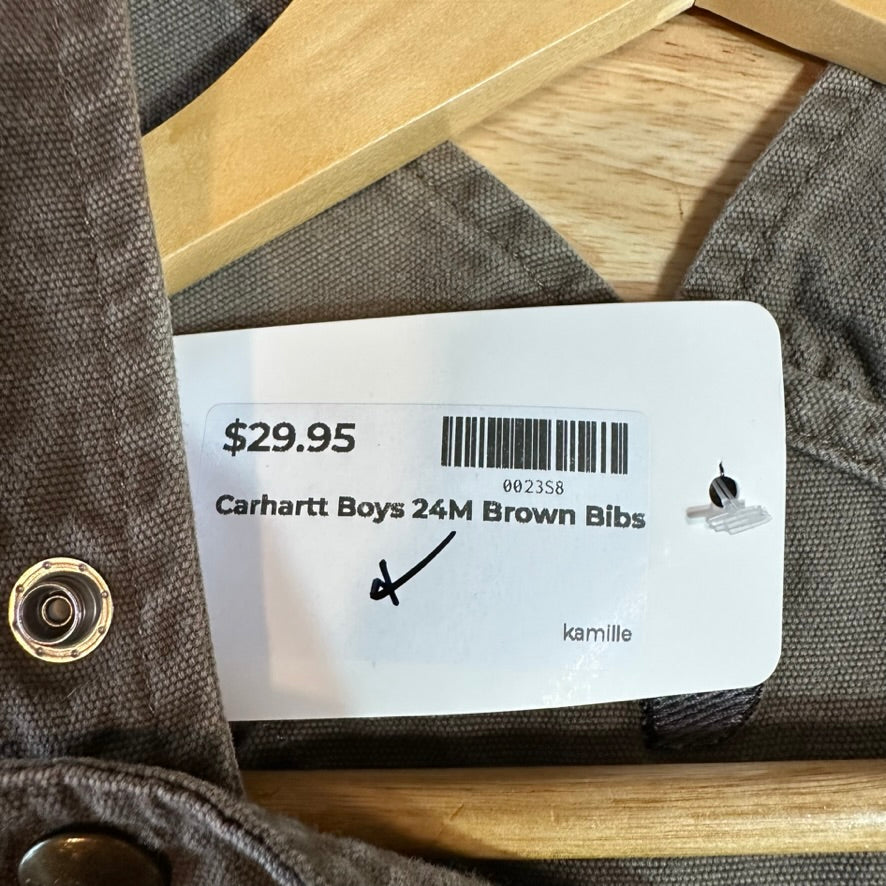 $29.95
0023S8
Carhartt Boys 24M Brown Bibs
kamille